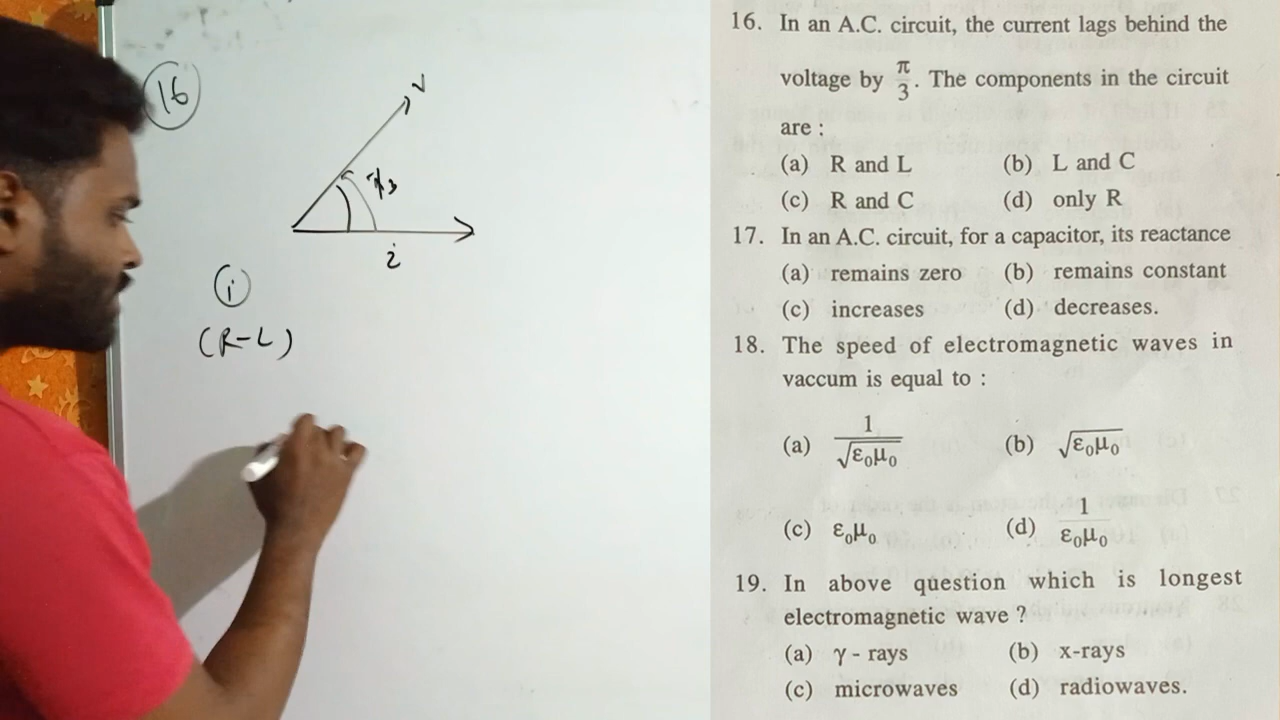 16
V
π/3
i
i
(R-L)
16. In an A.C. circuit, the current lags behind the
voltage by π/3. The components in the circuit
are :
(a) R and L (b) L and C
(c) R and C (d) only R
17. In an A.C. circuit, for a capacitor, its reactance
(a) remains zero (b) remains constant
(c) increases (d) decreases.
18. The speed of electromagnetic waves in
vaccum is equal to :
(a) 1/√ε₀μ₀ (b) √ε₀μ₀
(c) ε₀μ₀ (d) 1/ε₀μ₀
19. In above question which is longest
electromagnetic wave ?
(a) γ - rays (b) x-rays
(c) microwaves (d) radiowaves.